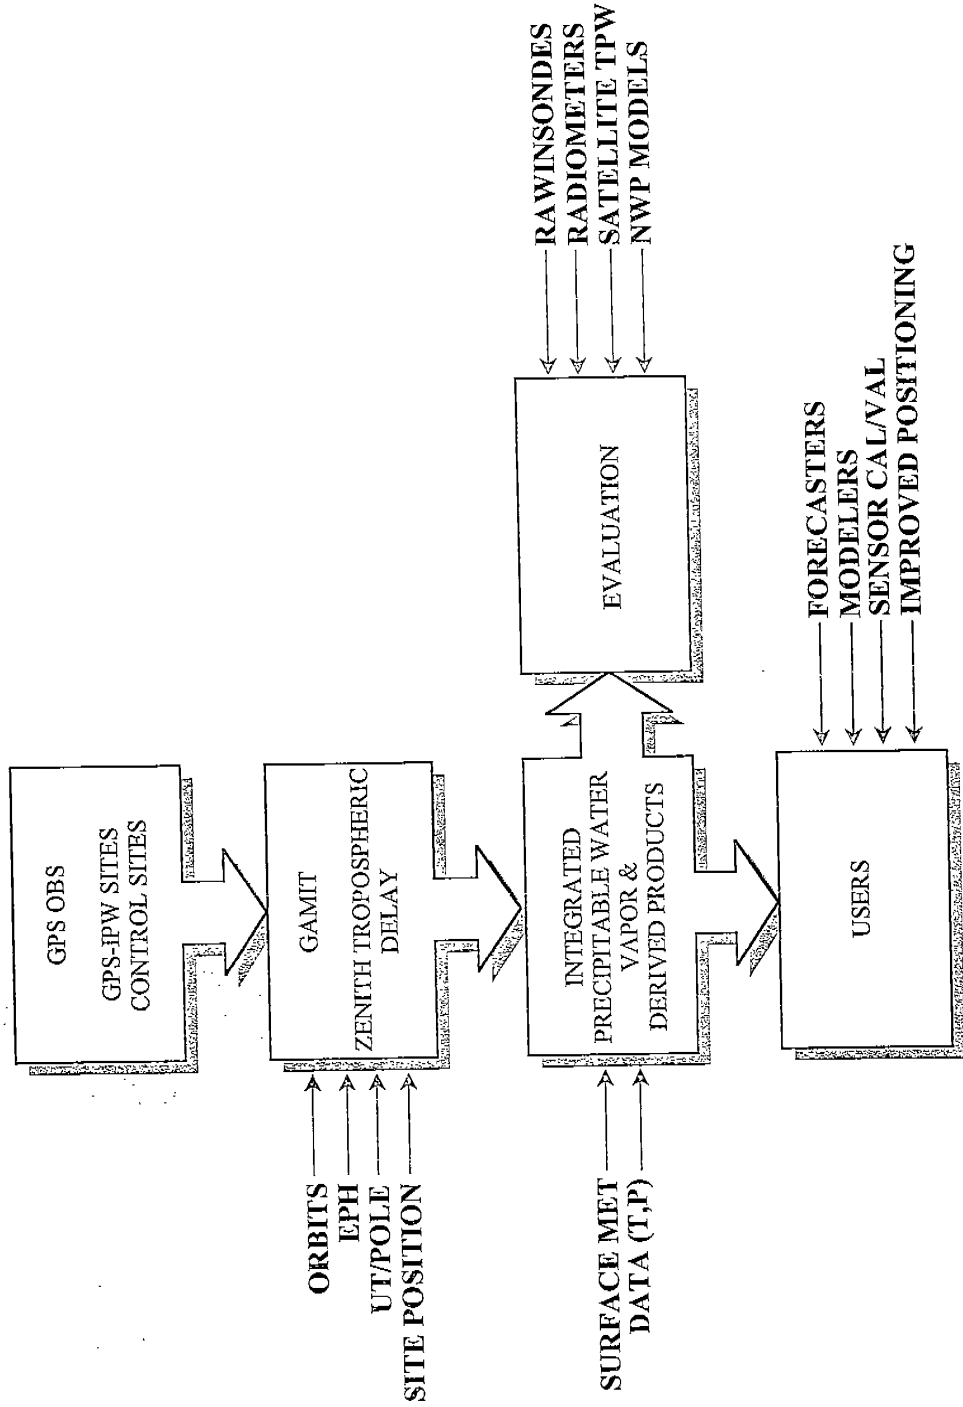 GPS OBS
GPS-IPW SITES
CONTROL SITES
ORBITS
EPH
UT/POLE
SITE POSITION
GAMIT
ZENITH TROPOSPHERIC
DELAY
SURFACE MET
DATA (T,P)
INTEGRATED
PRECIPITABLE WATER
VAPOR &
DERIVED PRODUCTS
EVALUATION
RAWINSONDES
RADIOMETERS
SATELLITE TPW
NWP MODELS
USERS
FORECASTERS
MODELERS
SENSOR CAL/VAL
IMPROVED POSITIONING